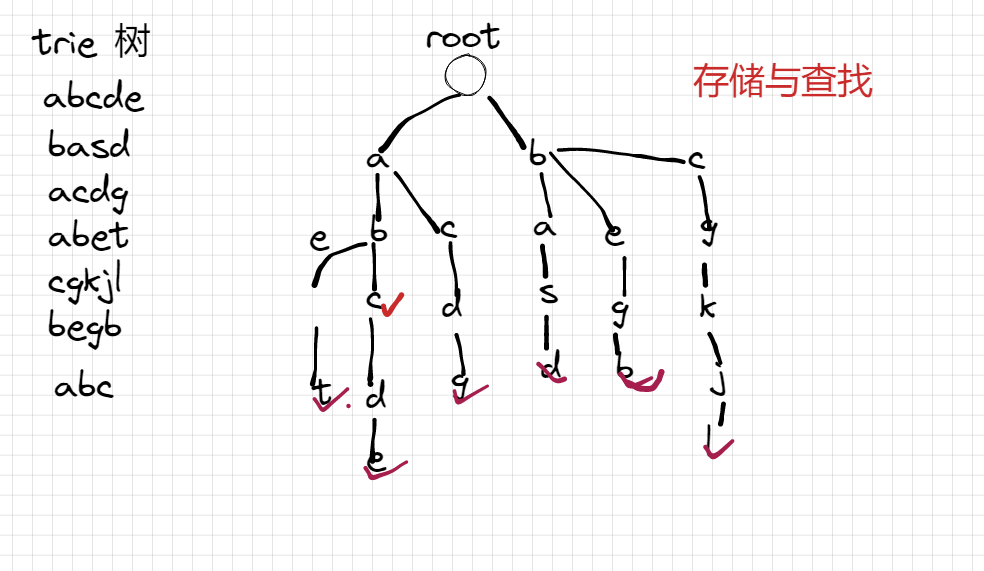 trie 树
abcde
basd
acdg
abet
cgkjl
begb
abc
root
存储与查找
a b c
e b c a e g
c d s g k
t d g d b j
e l